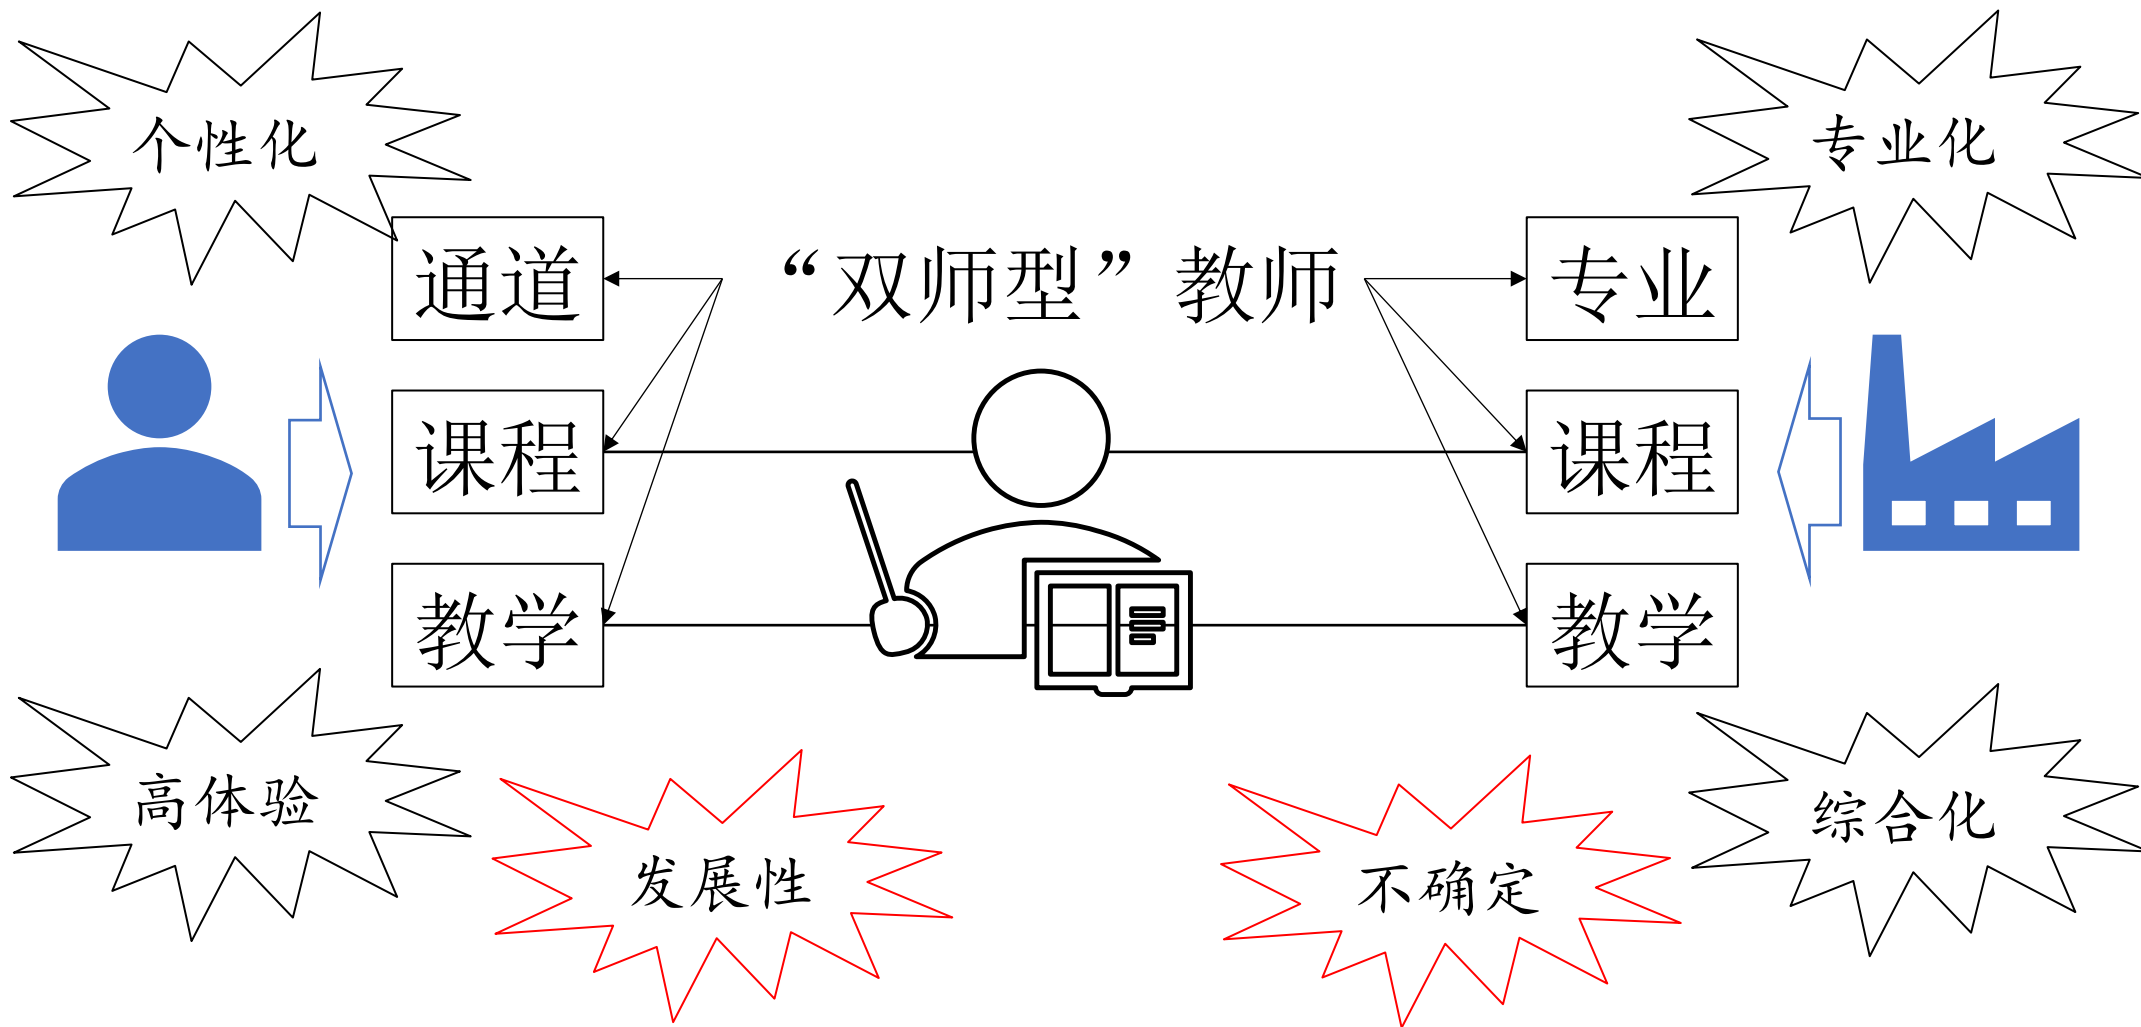 个性化
专业化
通道
“双师型”教师
专业
课程
课程
教学
教学
高体验
发展性
不确定
综合化